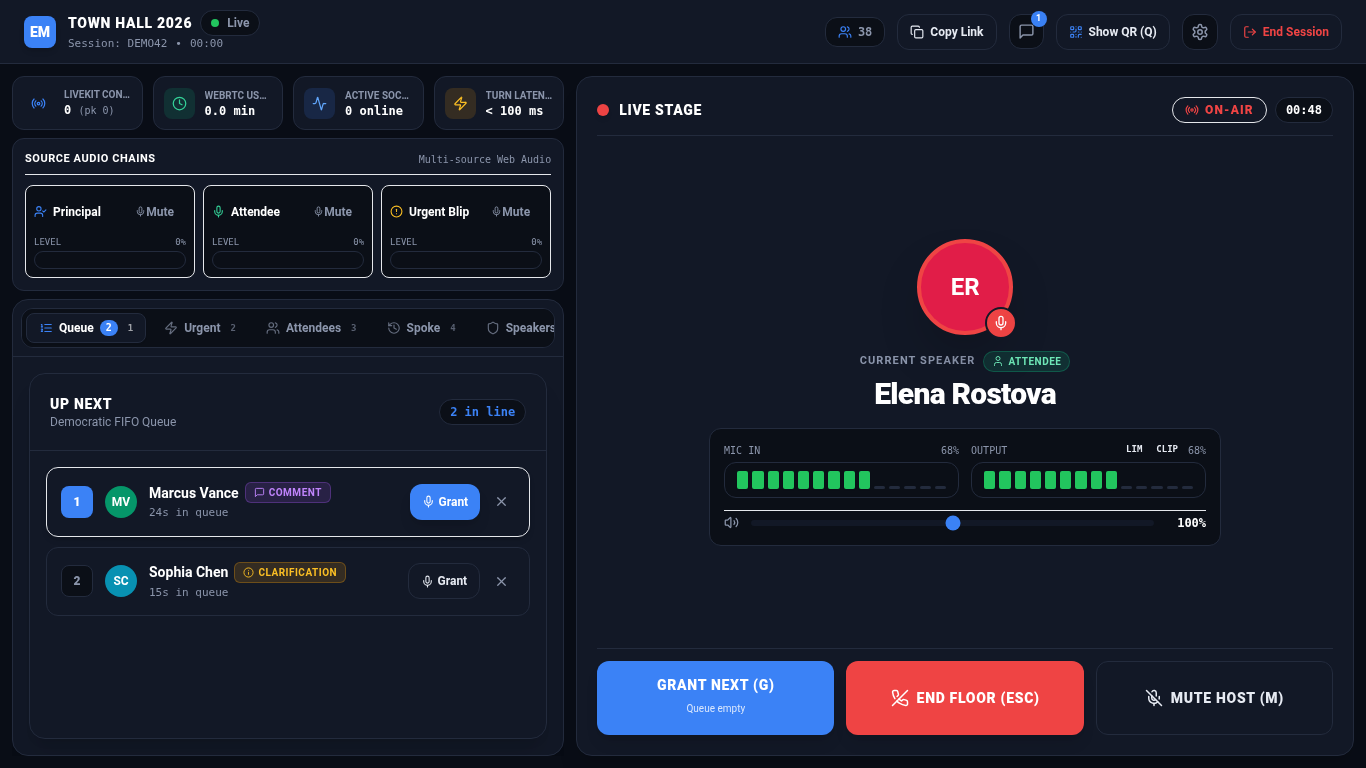 EM
TOWN HALL 2026
Live
Session: DEMO42 • 00:00
38
Copy Link
1
Show QR (Q)
End Session
LIVEKIT CON...
0 (pk 0)
WEBRTC US...
0.0 min
ACTIVE SOC...
0 online
TURN LATEN...
< 100 ms
SOURCE AUDIO CHAINS
Multi-source Web Audio
Principal
Mute
LEVEL
0%
Attendee
Mute
LEVEL
0%
Urgent Blip
Mute
LEVEL
0%
Queue 2 1
Urgent 2
Attendees 3
Spoke 4
Speakers
UP NEXT
Democratic FIFO Queue
2 in line
1
MV
Marcus Vance
COMMENT
24s in queue
Grant
2
SC
Sophia Chen
CLARIFICATION
15s in queue
Grant
LIVE STAGE
ON-AIR
00:48
ER
CURRENT SPEAKER
ATTENDEE
Elena Rostova
MIC IN
68%
OUTPUT
LIM
CLIP
68%
100%
GRANT NEXT (G)
Queue empty
END FLOOR (ESC)
MUTE HOST (M)